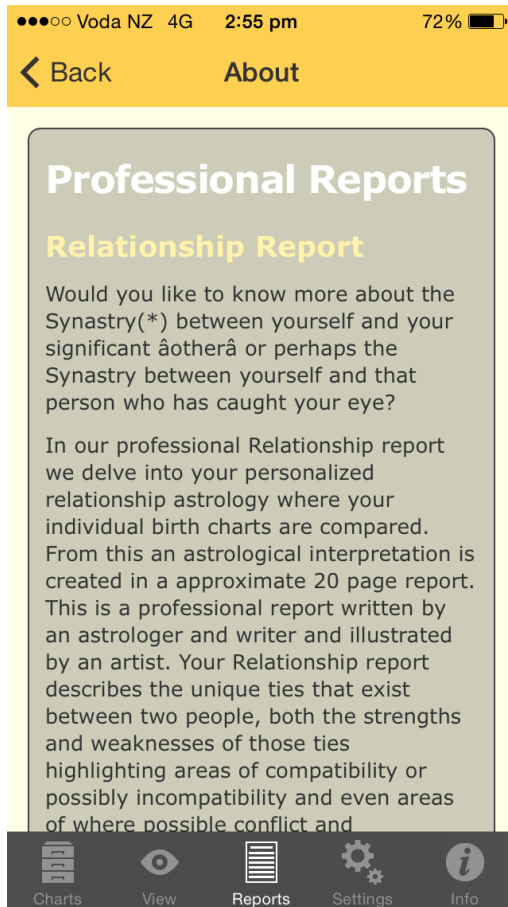 Voda NZ 4G 2:55 pm 72%
Back About
Professional Reports
Relationship Report
Would you like to know more about the
Synastry(*) between yourself and your
significant âotherâ or perhaps the
Synastry between yourself and that
person who has caught your eye?
In our professional Relationship report
we delve into your personalized
relationship astrology where your
individual birth charts are compared.
From this an astrological interpretation is
created in a approximate 20 page report.
This is a professional report written by
an astrologer and writer and illustrated
by an artist. Your Relationship report
describes the unique ties that exist
between two people, both the strengths
and weaknesses of those ties
highlighting areas of compatibility or
possibly incompatibility and even areas
of where possible conflict and
Charts View Reports Settings Info